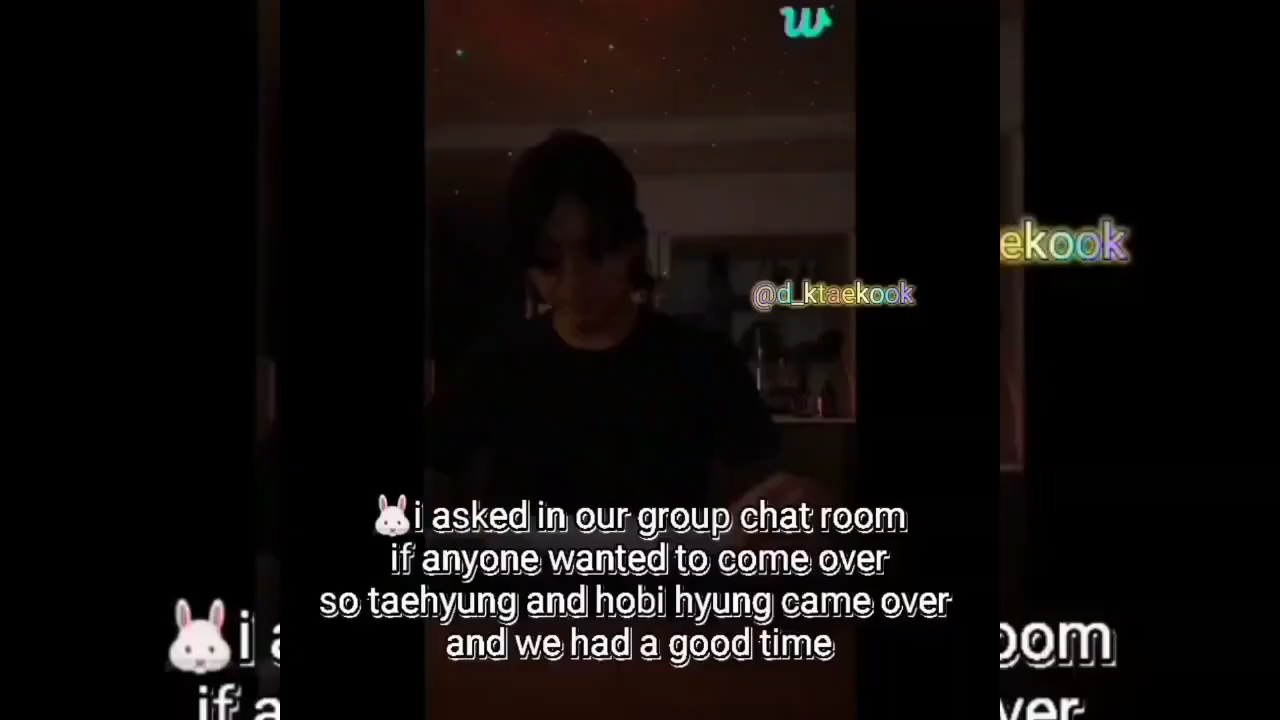 w
@d_ktaekook
ekook
i asked in our group chat room
if anyone wanted to come over
so taehyung and hobi hyung came over
and we had a good time
i a
oom
if a
ver